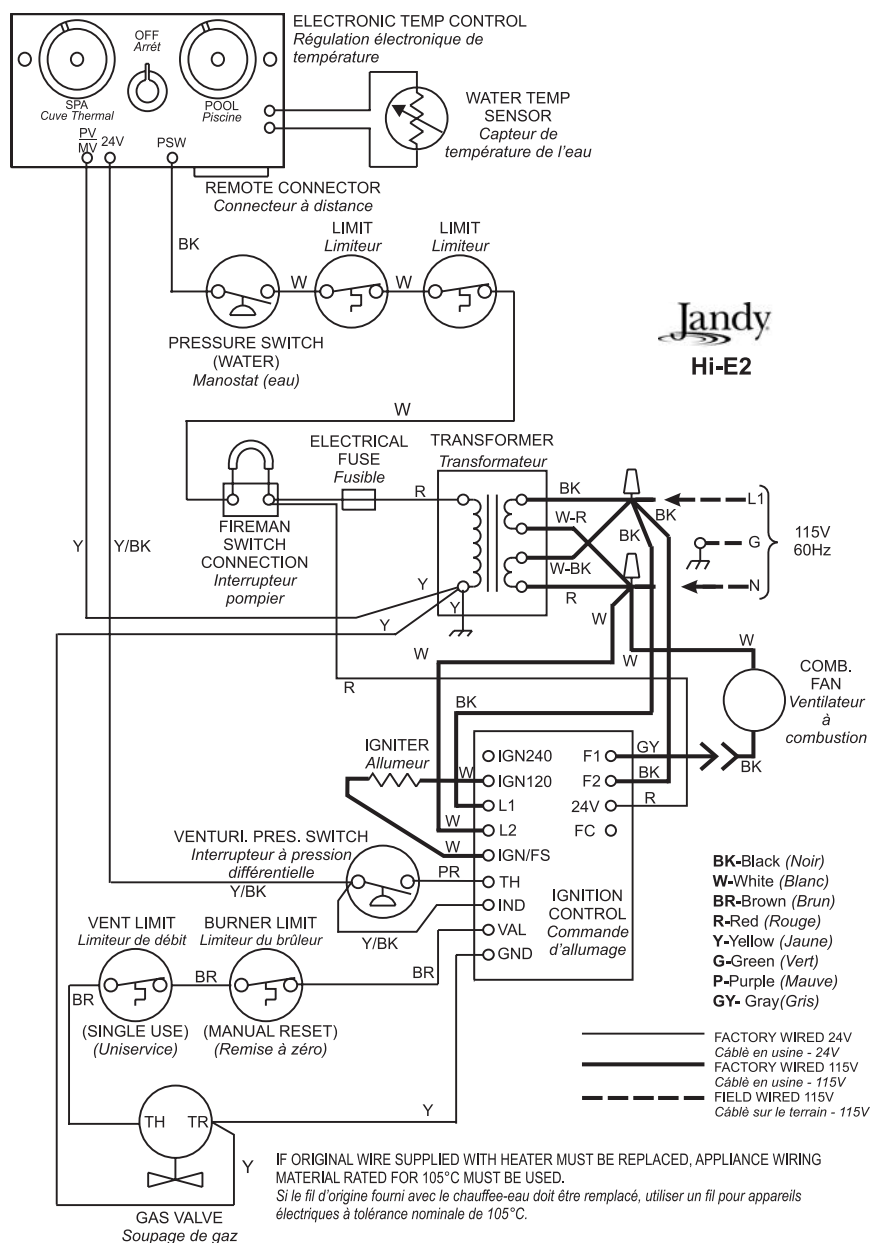 ELECTRONIC TEMP CONTROL
Régulation électronique de
température
OFF
Arrêt
SPA
Cuve Thermal
POOL
Piscine
PV
MV
24V
PSW
WATER TEMP
SENSOR
Capteur de
température de l'eau
REMOTE CONNECTOR
Connecteur à distance
BK
LIMIT
Limiteur
LIMIT
Limiteur
W
W
PRESSURE SWITCH
(WATER)
Manostat (eau)
Jandy
Hi-E2
W
ELECTRICAL
FUSE
Fusible
TRANSFORMER
Transformateur
R
BK
W-R
BK
BK
W-BK
R
L1
G
N
115V
60Hz
FIREMAN
SWITCH
CONNECTION
Interrupteur
pompier
Y
Y/BK
Y
Y
Y
W
W
W
W
R
BK
COMB.
FAN
Ventilateur
à
combustion
IGNITER
Allumeur
IGN240
F1
GY
BK
W
IGN120
F2
BK
L1
24V
R
W
L2
FC
W
IGN/FS
VENTURI. PRES. SWITCH
Interrupteur à pression
différentielle
Y/BK
PR
TH
IND
VAL
GND
IGNITION
CONTROL
Commande
d'allumage
Y/BK
VENT LIMIT
Limiteur de débit
BURNER LIMIT
Limiteur du brûleur
BR
BR
BR
(SINGLE USE)
(Uniservice)
(MANUAL RESET)
(Remise à zéro)
BK-Black (Noir)
W-White (Blanc)
BR-Brown (Brun)
R-Red (Rouge)
Y-Yellow (Jaune)
G-Green (Vert)
P-Purple (Mauve)
GY- Gray(Gris)
FACTORY WIRED 24V
Câblè en usine - 24V
FACTORY WIRED 115V
Câblè en usine - 115V
FIELD WIRED 115V
Câblè sur le terrain - 115V
TH
TR
Y
Y
GAS VALVE
Soupage de gaz
IF ORIGINAL WIRE SUPPLIED WITH HEATER MUST BE REPLACED, APPLIANCE WIRING
MATERIAL RATED FOR 105°C MUST BE USED.
Si le fil d'origine fourni avec le chauffee-eau doit être remplacé, utiliser un fil pour appareils
électriques à tolérance nominale de 105°C.